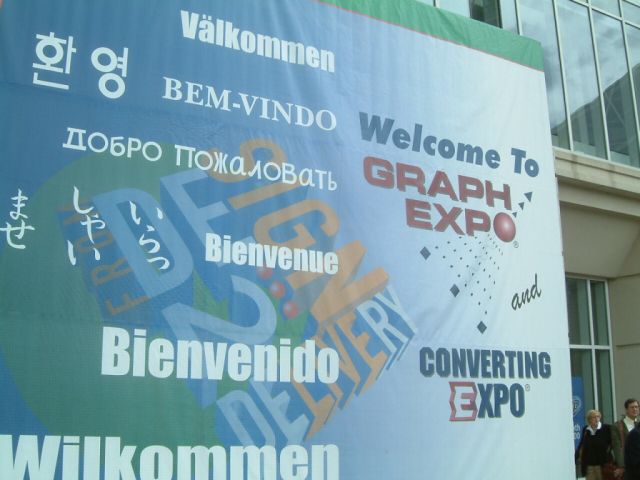 Välkommen
환영
BEM-VINDO
Добро пожаловать
いらっ
しゃい
ませ
Bienvenue
Bienvenido
Wilkommen
FROM
DESIGN
2
DELIVERY
Welcome To
GRAPH
EXPO
and
CONVERTING
EXPO